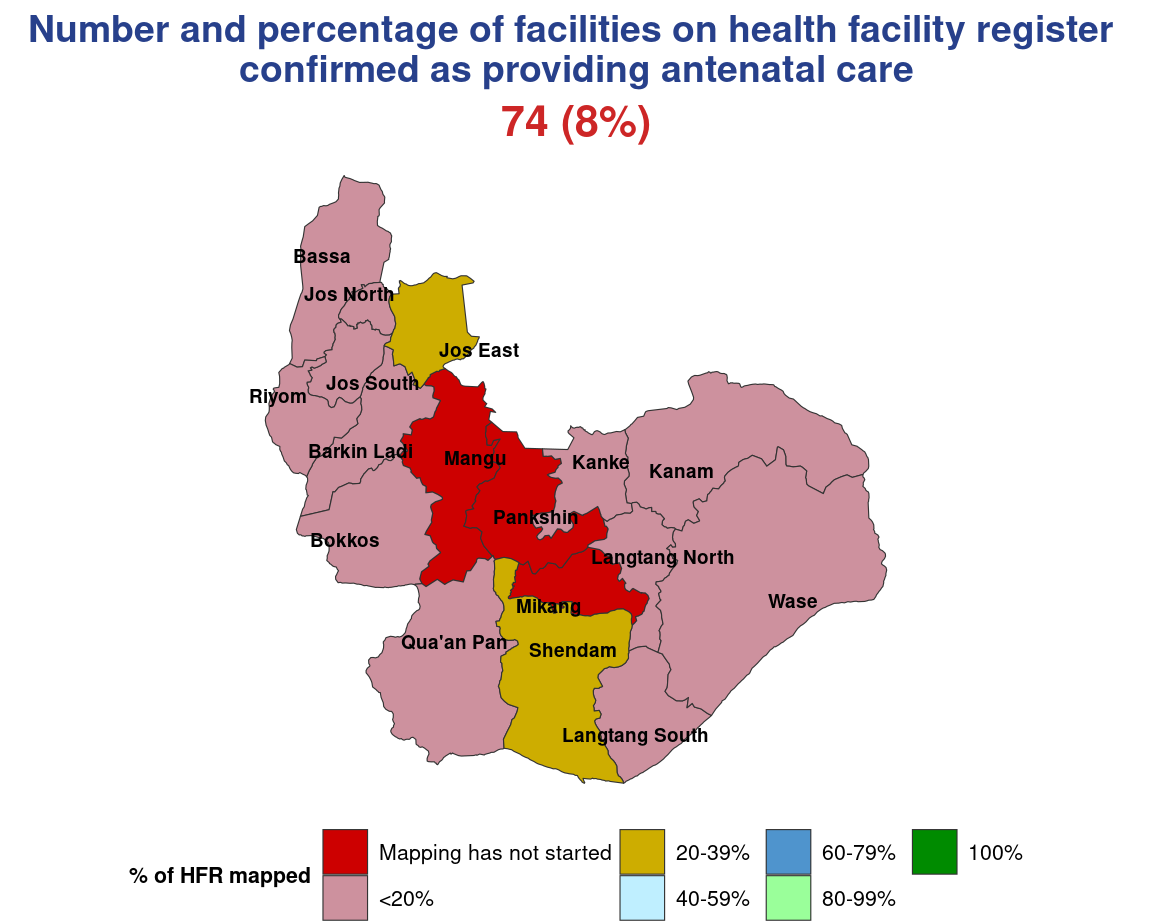 Number and percentage of facilities on health facility register
confirmed as providing antenatal care
74 (8%)
Bassa
Jos North
Jos East
Jos South
Riyom
Barkin Ladi
Mangu
Kanke
Kanam
Pankshin
Bokkos
Langtang North
Wase
Mikang
Qua'an Pan
Shendam
Langtang South
% of HFR mapped
Mapping has not started
<20%
20-39%
40-59%
60-79%
80-99%
100%